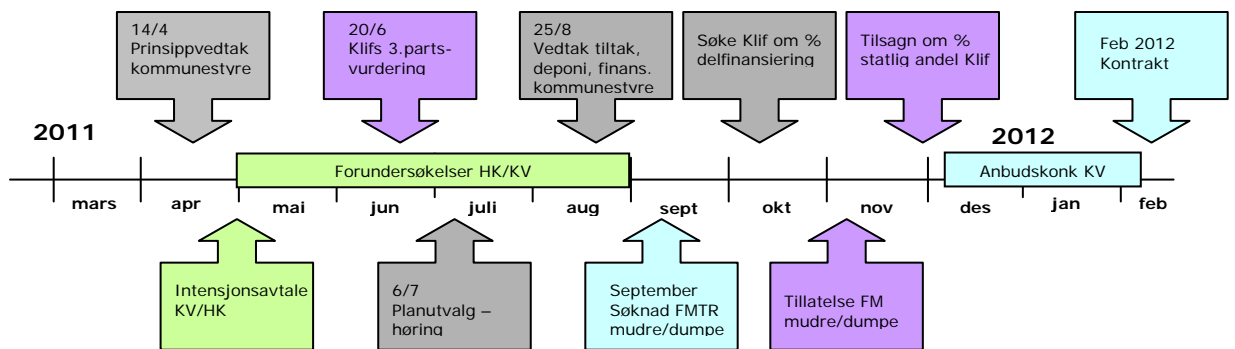 14/4
Prinsippvedtak
kommunestyre
20/6
Klifs 3.parts-
vurdering
25/8
Vedtak tiltak,
deponi, finans.
kommunestyre
Søke Klif om %
delfinansiering
Tilsagn om %
statlig andel Klif
Feb 2012
Kontrakt
2011
2012
Forundersøkelser HK/KV
Anbudskonk KV
mars
apr
mai
jun
juli
aug
sept
okt
nov
des
jan
feb
Intensjonsavtale
KV/HK
6/7
Planutvalg –
høring
September
Søknad FMTR
mudre/dumpe
Tillatelse FM
mudre/dumpe